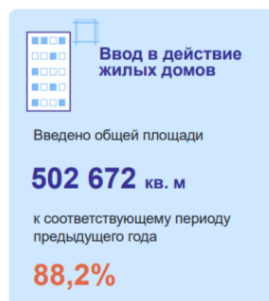 Ввод в действие
жилых домов
Введено общей площади
502 672 кв. м
к соответствующему периоду
предыдущего года
88,2%